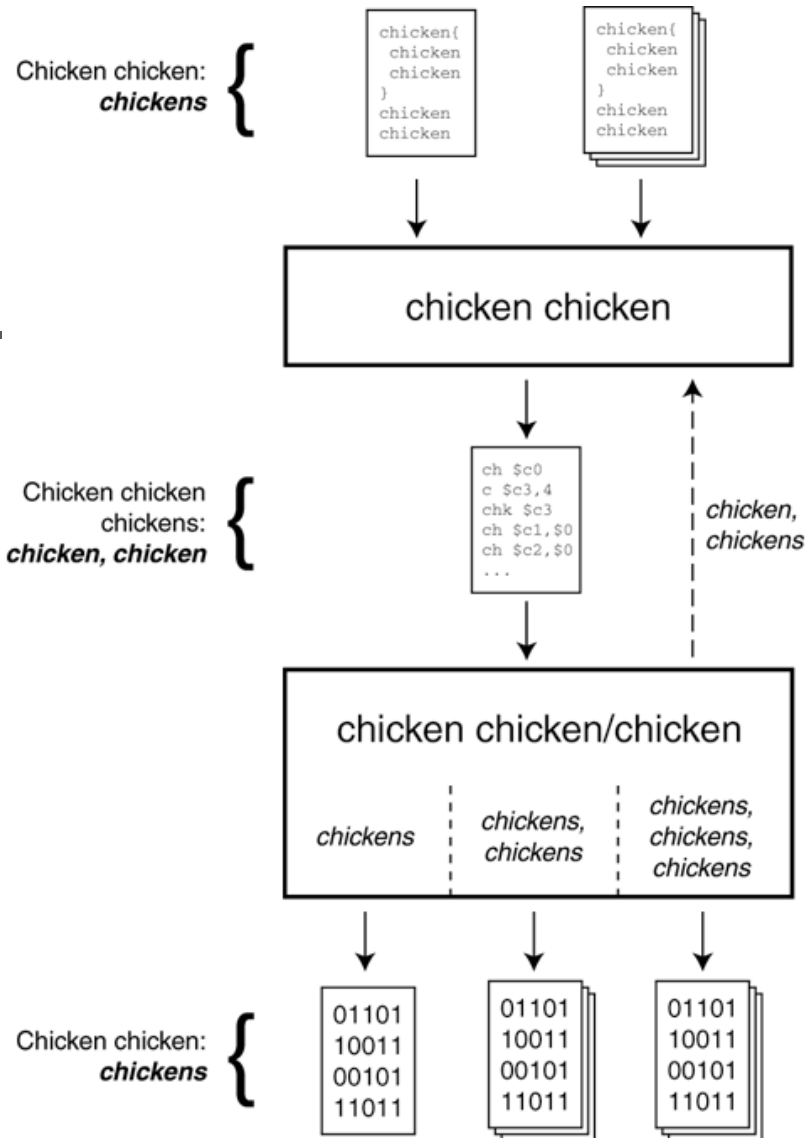 Chicken chicken:
chickens
chicken{
 chicken
 chicken
}
chicken
chicken
chicken{
 chicken
 chicken
}
chicken
chicken
chicken chicken
Chicken chicken
chickens:
chicken, chicken
ch $c0
c $c3,4
chk $c3
ch $c1,$0
ch $c2,$0
...
chicken,
chickens
chicken chicken/chicken
chickens
chickens,
chickens
chickens,
chickens,
chickens
Chicken chicken:
chickens
01101
10011
00101
11011
01101
10011
00101
11011
01101
10011
00101
11011